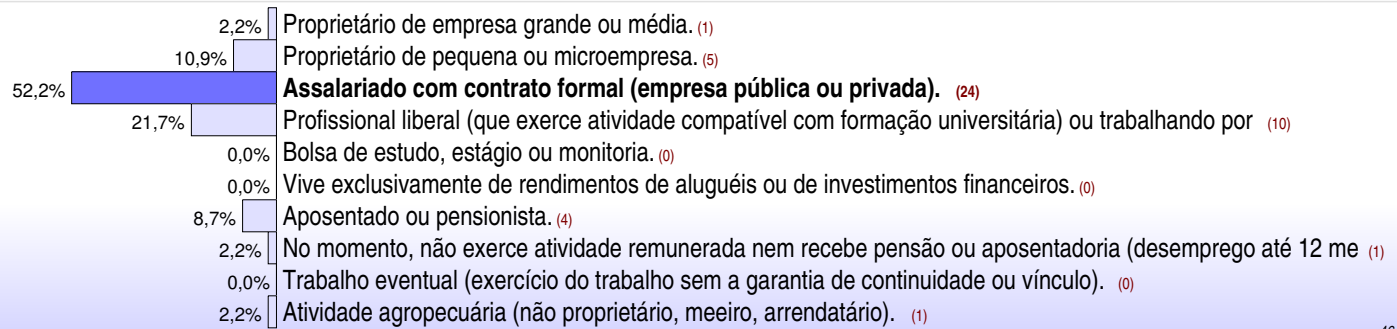 2,2% Proprietário de empresa grande ou média. (1)
10,9% Proprietário de pequena ou microempresa. (5)
52,2% Assalariado com contrato formal (empresa pública ou privada). (24)
21,7% Profissional liberal (que exerce atividade compatível com formação universitária) ou trabalhando por (10)
0,0% Bolsa de estudo, estágio ou monitoria. (0)
0,0% Vive exclusivamente de rendimentos de aluguéis ou de investimentos financeiros. (0)
8,7% Aposentado ou pensionista. (4)
2,2% No momento, não exerce atividade remunerada nem recebe pensão ou aposentadoria (desemprego até 12 me (1)
0,0% Trabalho eventual (exercício do trabalho sem a garantia de continuidade ou vínculo). (0)
2,2% Atividade agropecuária (não proprietário, meeiro, arrendatário). (1)